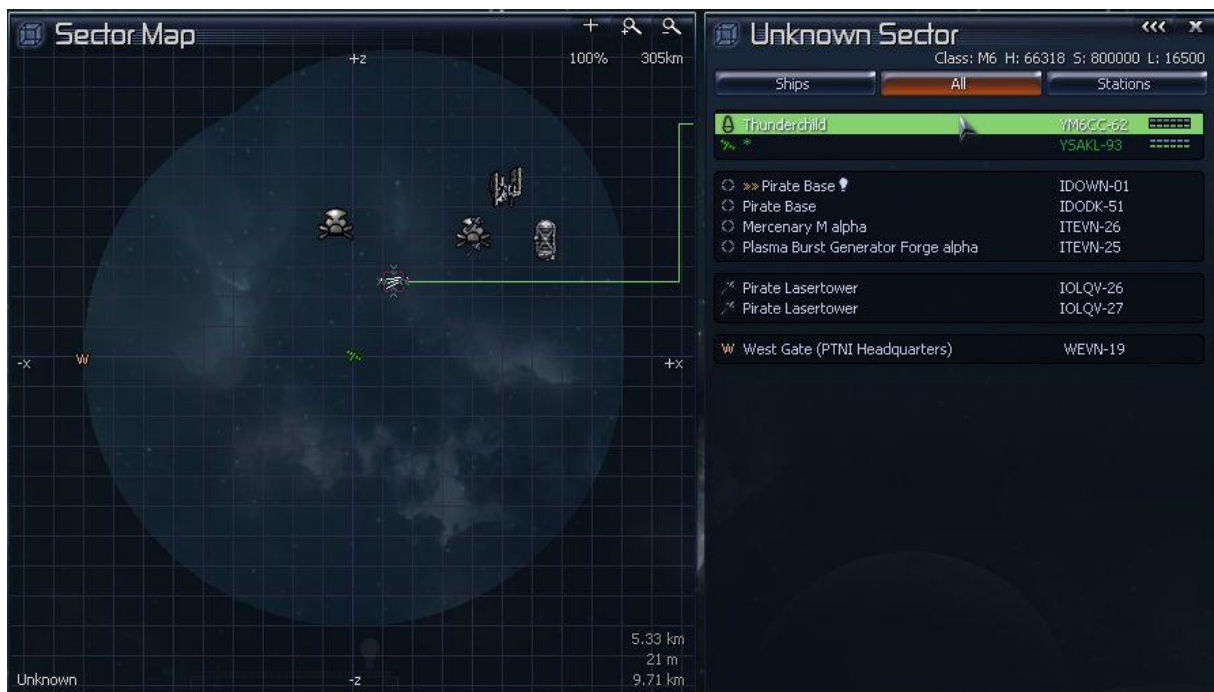 Sector Map
100% 305km
+z
W
-x
+x
5.33 km
21 m
Unknown
-z
9.71 km
Unknown Sector
<<< X
Class: M6 H: 66318 S: 800000 L: 16500
Ships All Stations
Thunderchild YM6CC-62
* YSAKL-93
»» Pirate Base IDOWN-01
Pirate Base IDODK-51
Mercenary M alpha ITEVN-26
Plasma Burst Generator Forge alpha ITEVN-25
Pirate Lasertower IOLQV-26
Pirate Lasertower IOLQV-27
W West Gate (PTNI Headquarters) WEVN-19